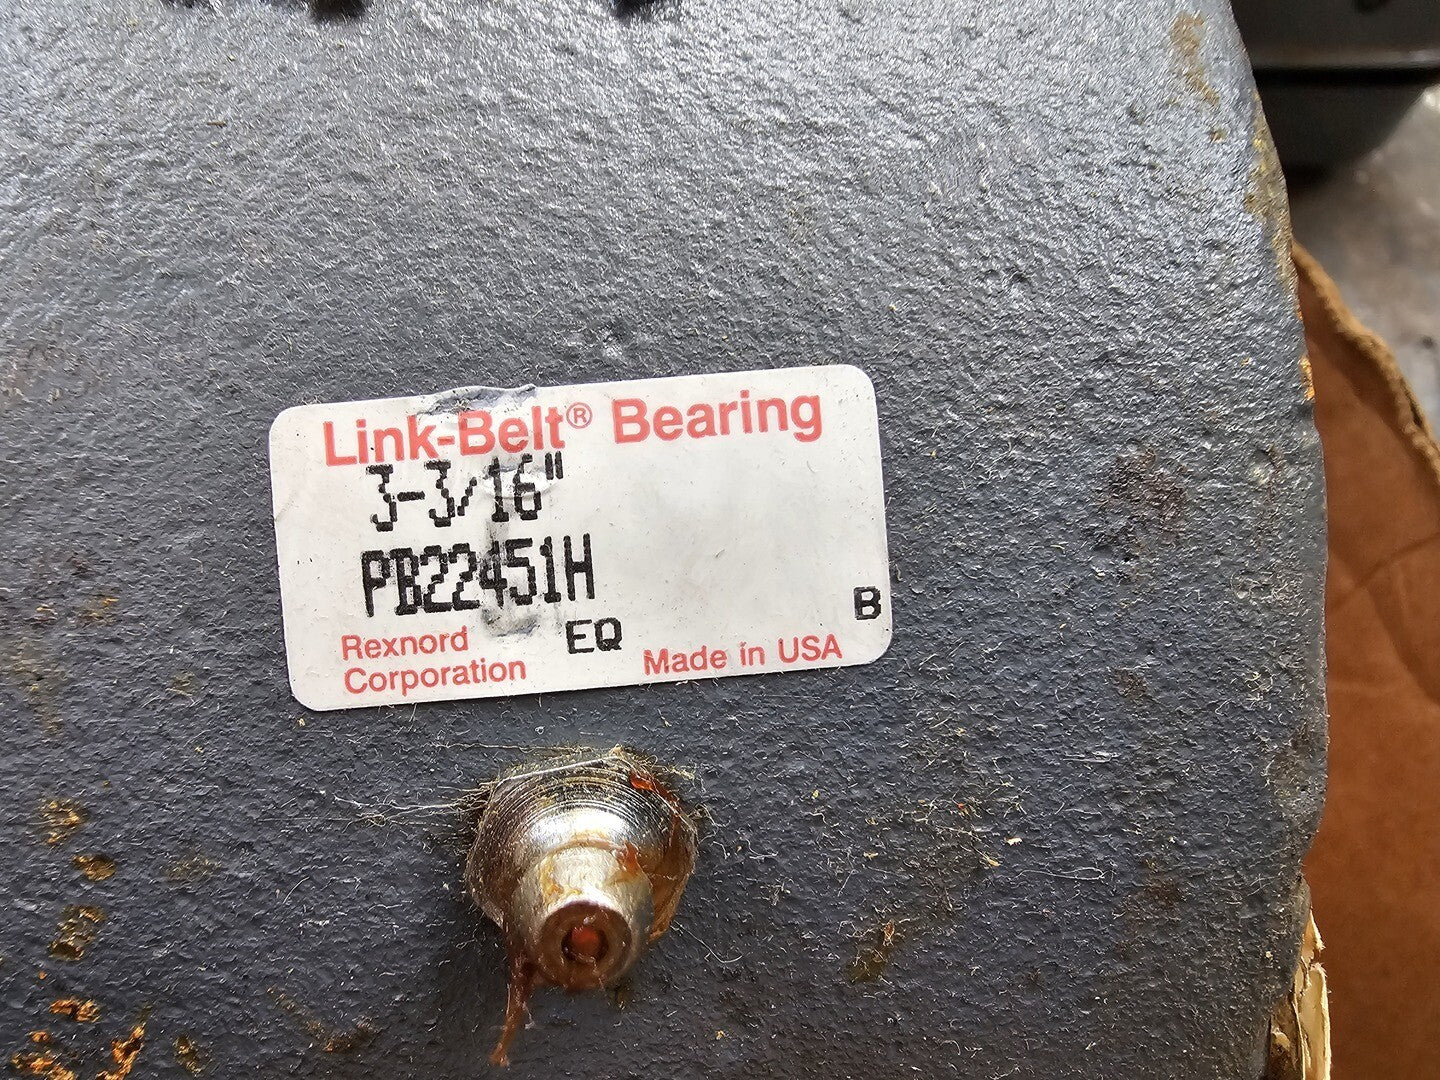 Link-Belt® Bearing
3-3/16"
PB22451H
B
Rexnord EQ
Corporation Made in USA